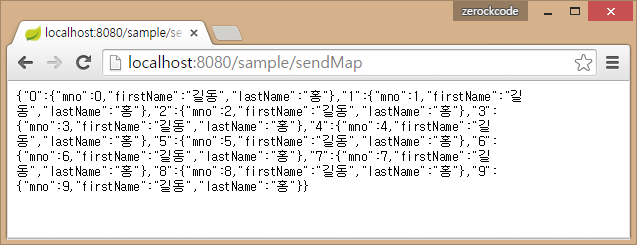 zerockcode
localhost:8080/sample/se
localhost:8080/sample/sendMap
{"0":{"mno":0,"firstName":"길동","lastName":"홍"},"1":{"mno":1,"firstName":"길
동","lastName":"홍"},"2":{"mno":2,"firstName":"길동","lastName":"홍"},"3":
{"mno":3,"firstName":"길동","lastName":"홍"},"4":{"mno":4,"firstName":"길
동","lastName":"홍"},"5":{"mno":5,"firstName":"길동","lastName":"홍"},"6":
{"mno":6,"firstName":"길동","lastName":"홍"},"7":{"mno":7,"firstName":"길
동","lastName":"홍"},"8":{"mno":8,"firstName":"길동","lastName":"홍"},"9":
{"mno":9,"firstName":"길동","lastName":"홍"}}